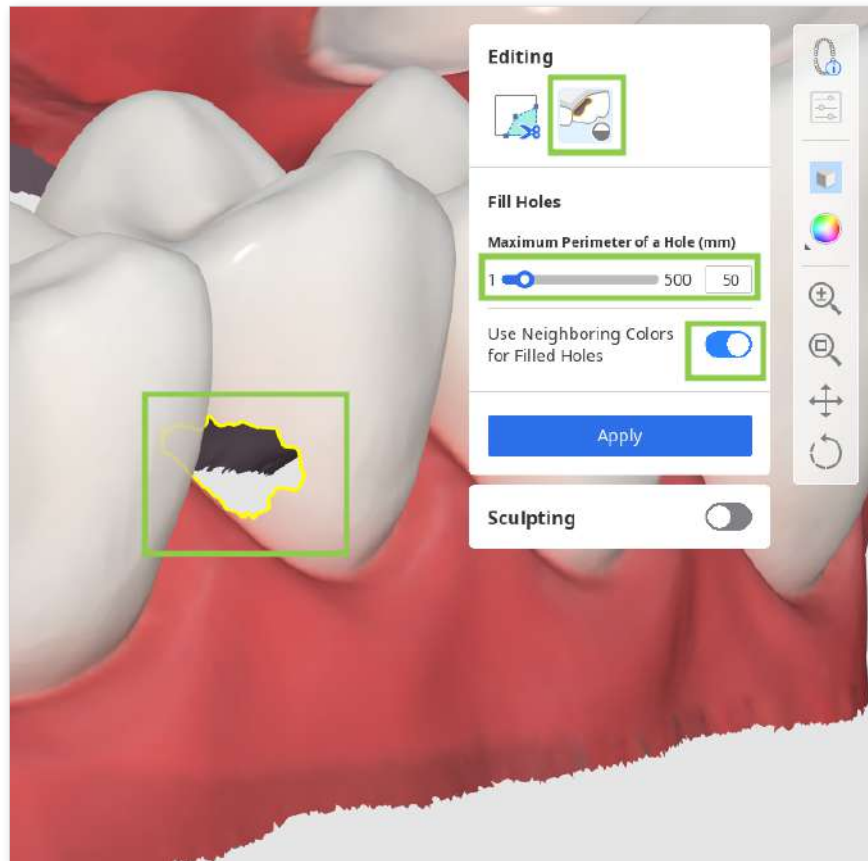 Editing
Fill Holes
Maximum Perimeter of a Hole (mm)
1 500 50
Use Neighboring Colors
for Filled Holes
Apply
Sculpting